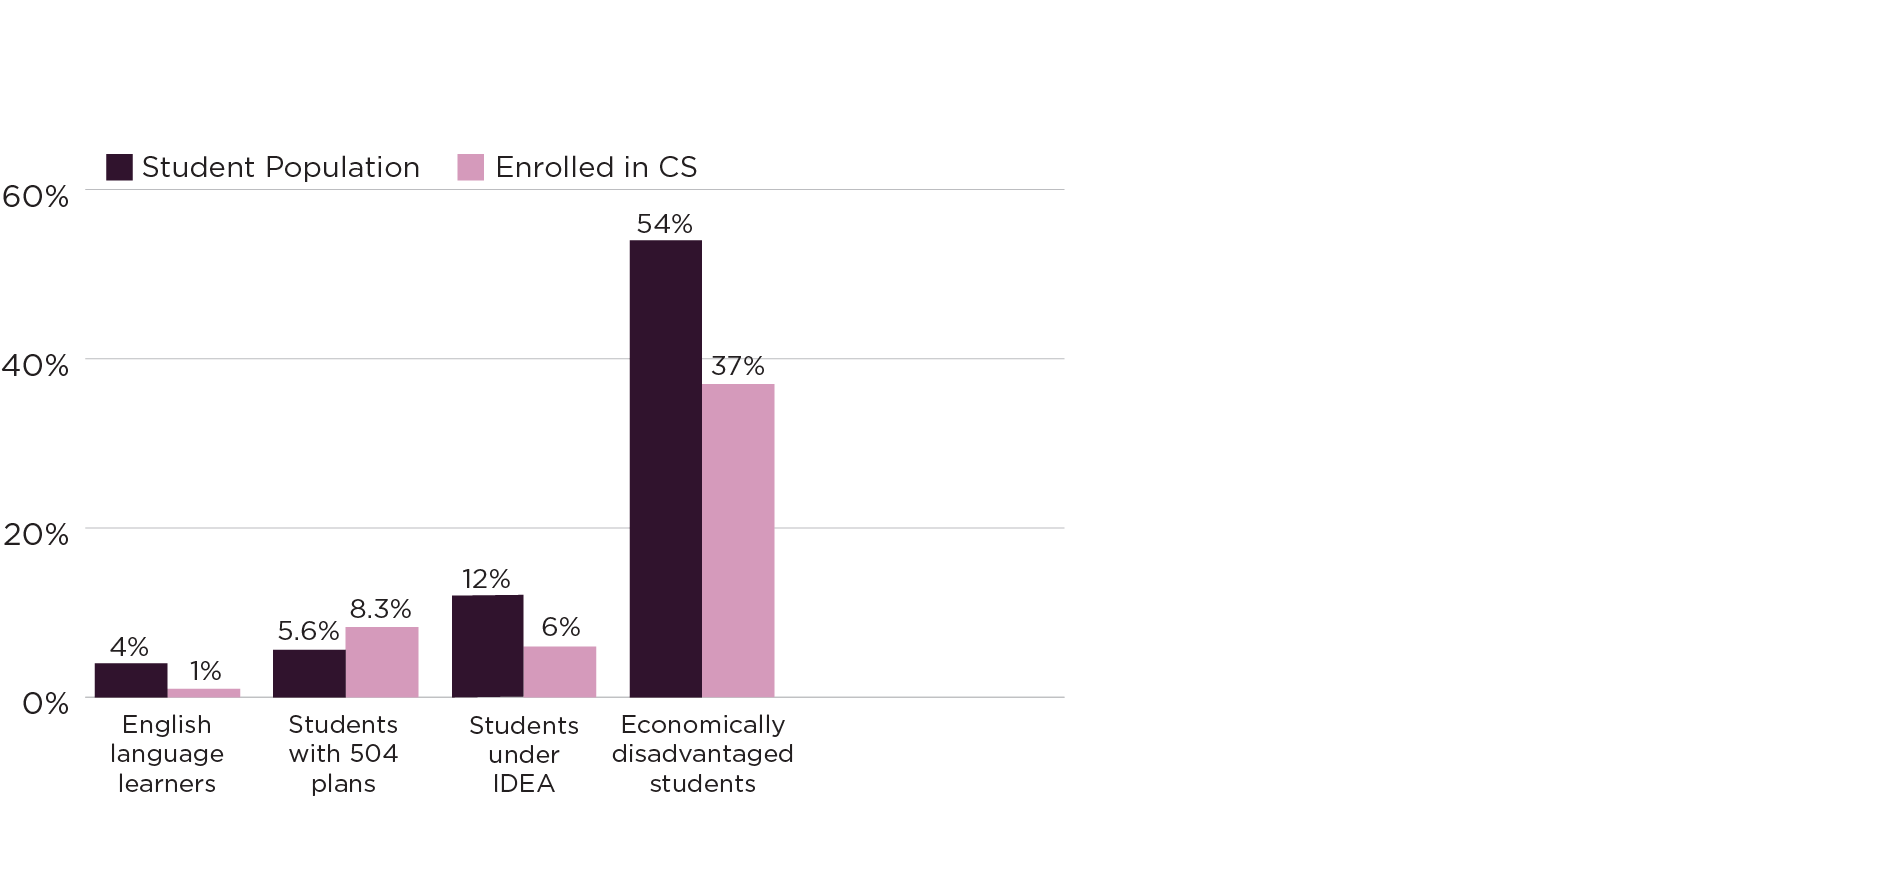 Student Population Enrolled in CS
60%
54%
40%
37%
20%
12%
8.3%
6%
5.6%
4%
1%
0%
English
language
learners
Students
with 504
plans
Students
under
IDEA
Economically
disadvantaged
students